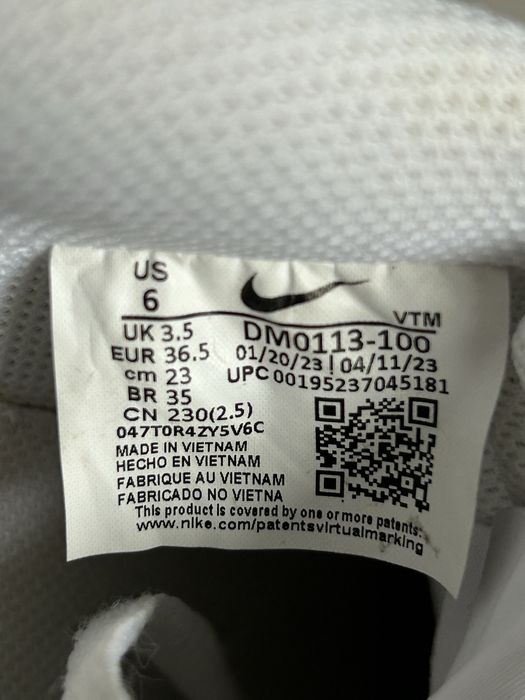 US
6
VTM
UK 3.5
DM0113-100
EUR 36.5
01/20/23 | 04/11/23
cm 23
UPC 00195237045181
BR 35
CN 230(2.5)
047T0R4ZY5V6C
MADE IN VIETNAM
HECHO EN VIETNAM
FABRIQUE AU VIETNAM
FABRICADO NO VIETNA
This product is covered by one or more patents:
www.nike.com/patentsvirtualmarking